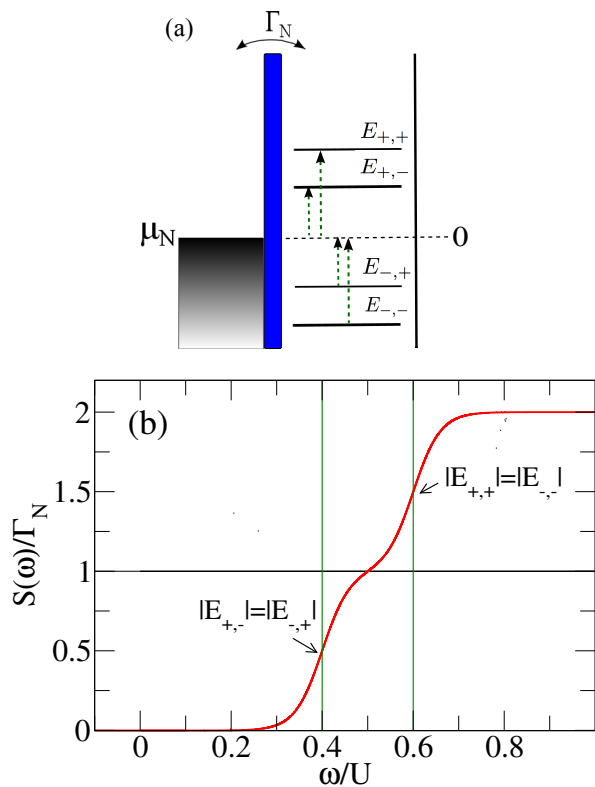 (a)
Γ_N
E_{+,+}
E_{+,-}
μ_N
0
E_{-,+}
E_{-,-}
(b)
2
1.5
1
0.5
0
S(ω)/Γ_N
|E_{+,+}|=|E_{-,-}|
|E_{+,-}|=|E_{-,+}|
0 0.2 0.4 0.6 0.8
ω/U